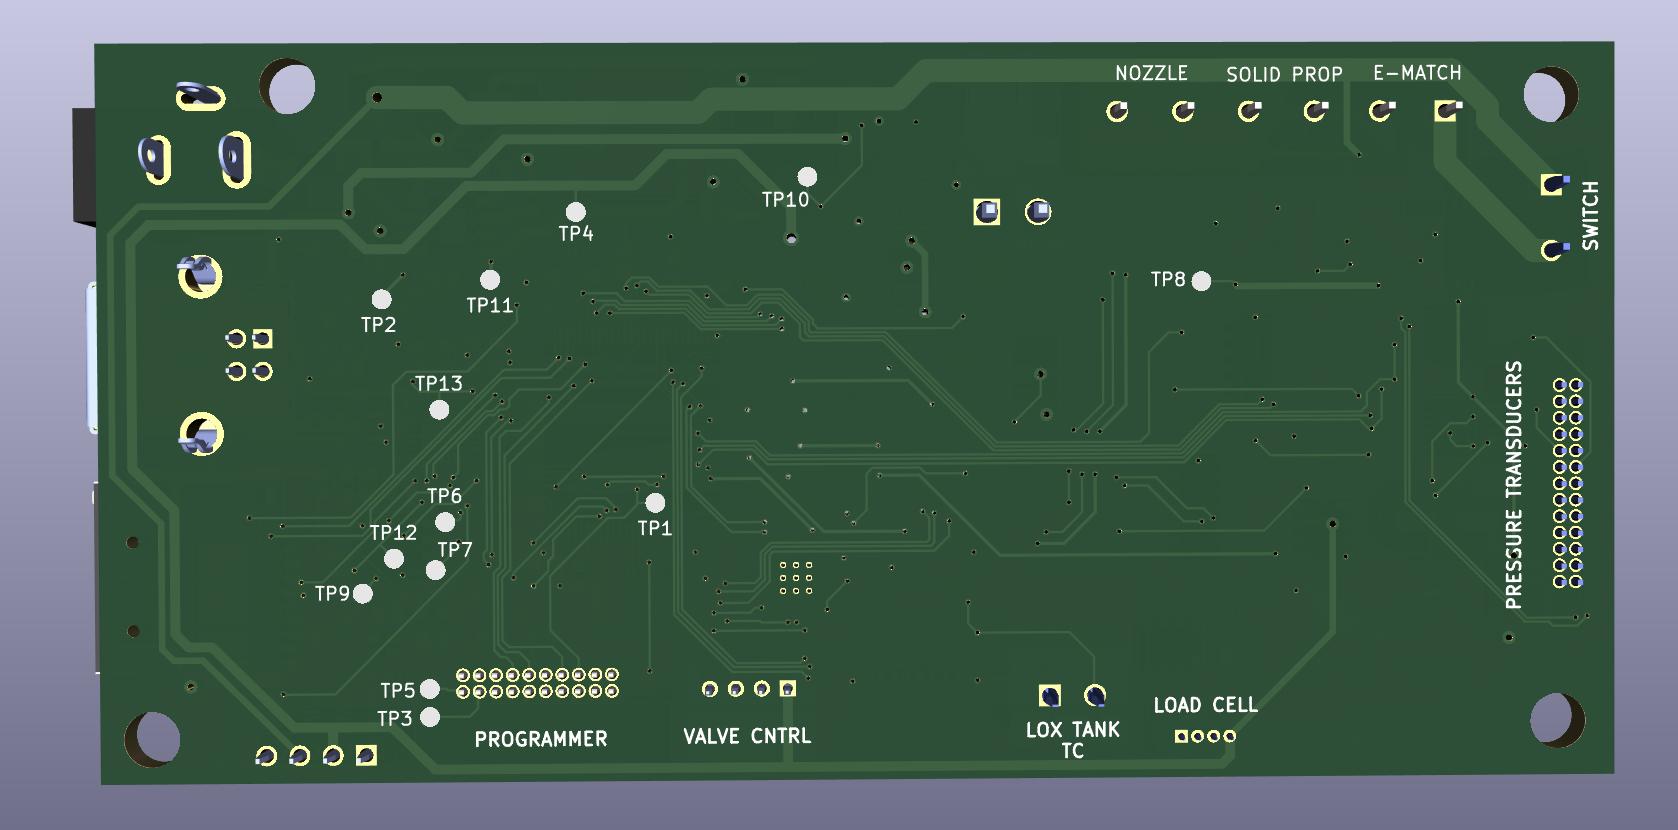 NOZZLE SOLID PROP E-MATCH
SWITCH
TP10
TP4
TP8
TP11
TP2
TP13
PRESSURE TRANSDUCERS
TP6
TP1
TP12
TP7
TP9
TP5
TP3
LOAD CELL
PROGRAMMER
VALVE CNTRL
LOX TANK
TC